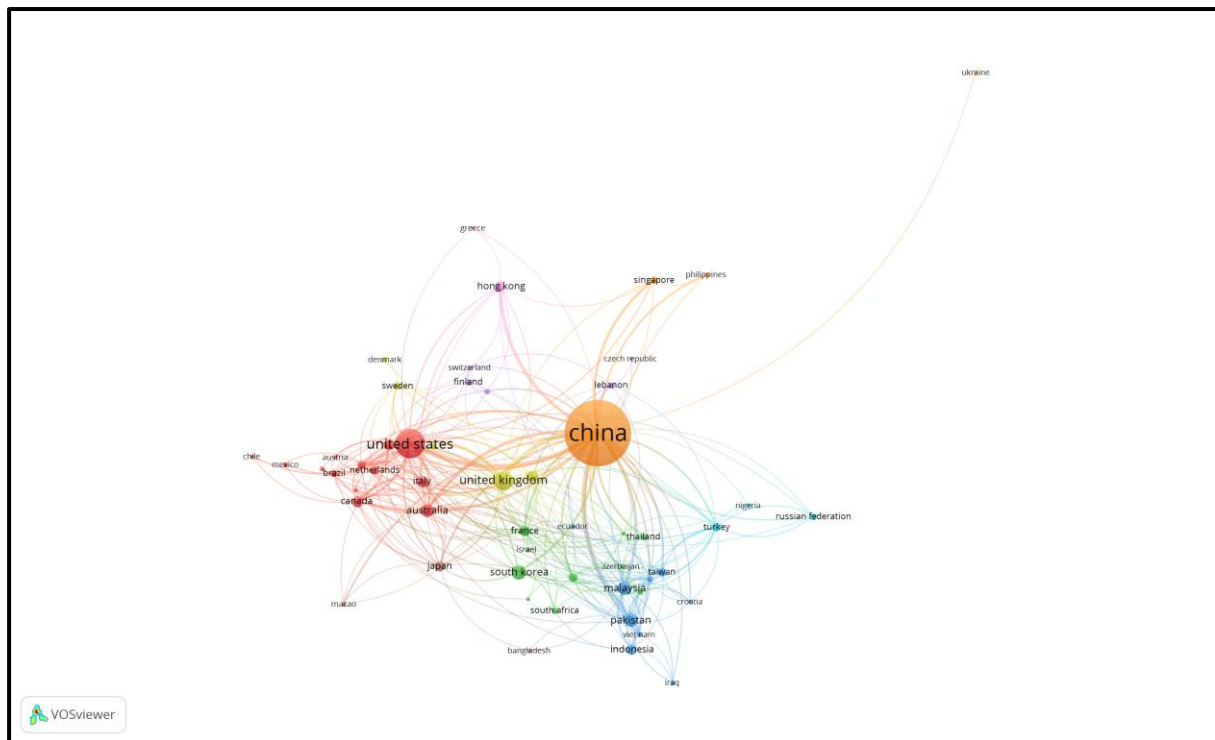 ukraine
greece
philippines
singapore
hong kong
czech republic
denmark
switzerland
finland
lebanon
sweden
china
united states
chile
austria
mexico
brazil
netherlands
italy
united kingdom
canada
australia
nigeria
russian federation
turkey
ecuador
france
thailand
israel
japan
south korea
azerbaijan
taiwan
malaysia
macao
croatia
south africa
pakistan
viet nam
bangladesh
indonesia
iraq
VOSviewer